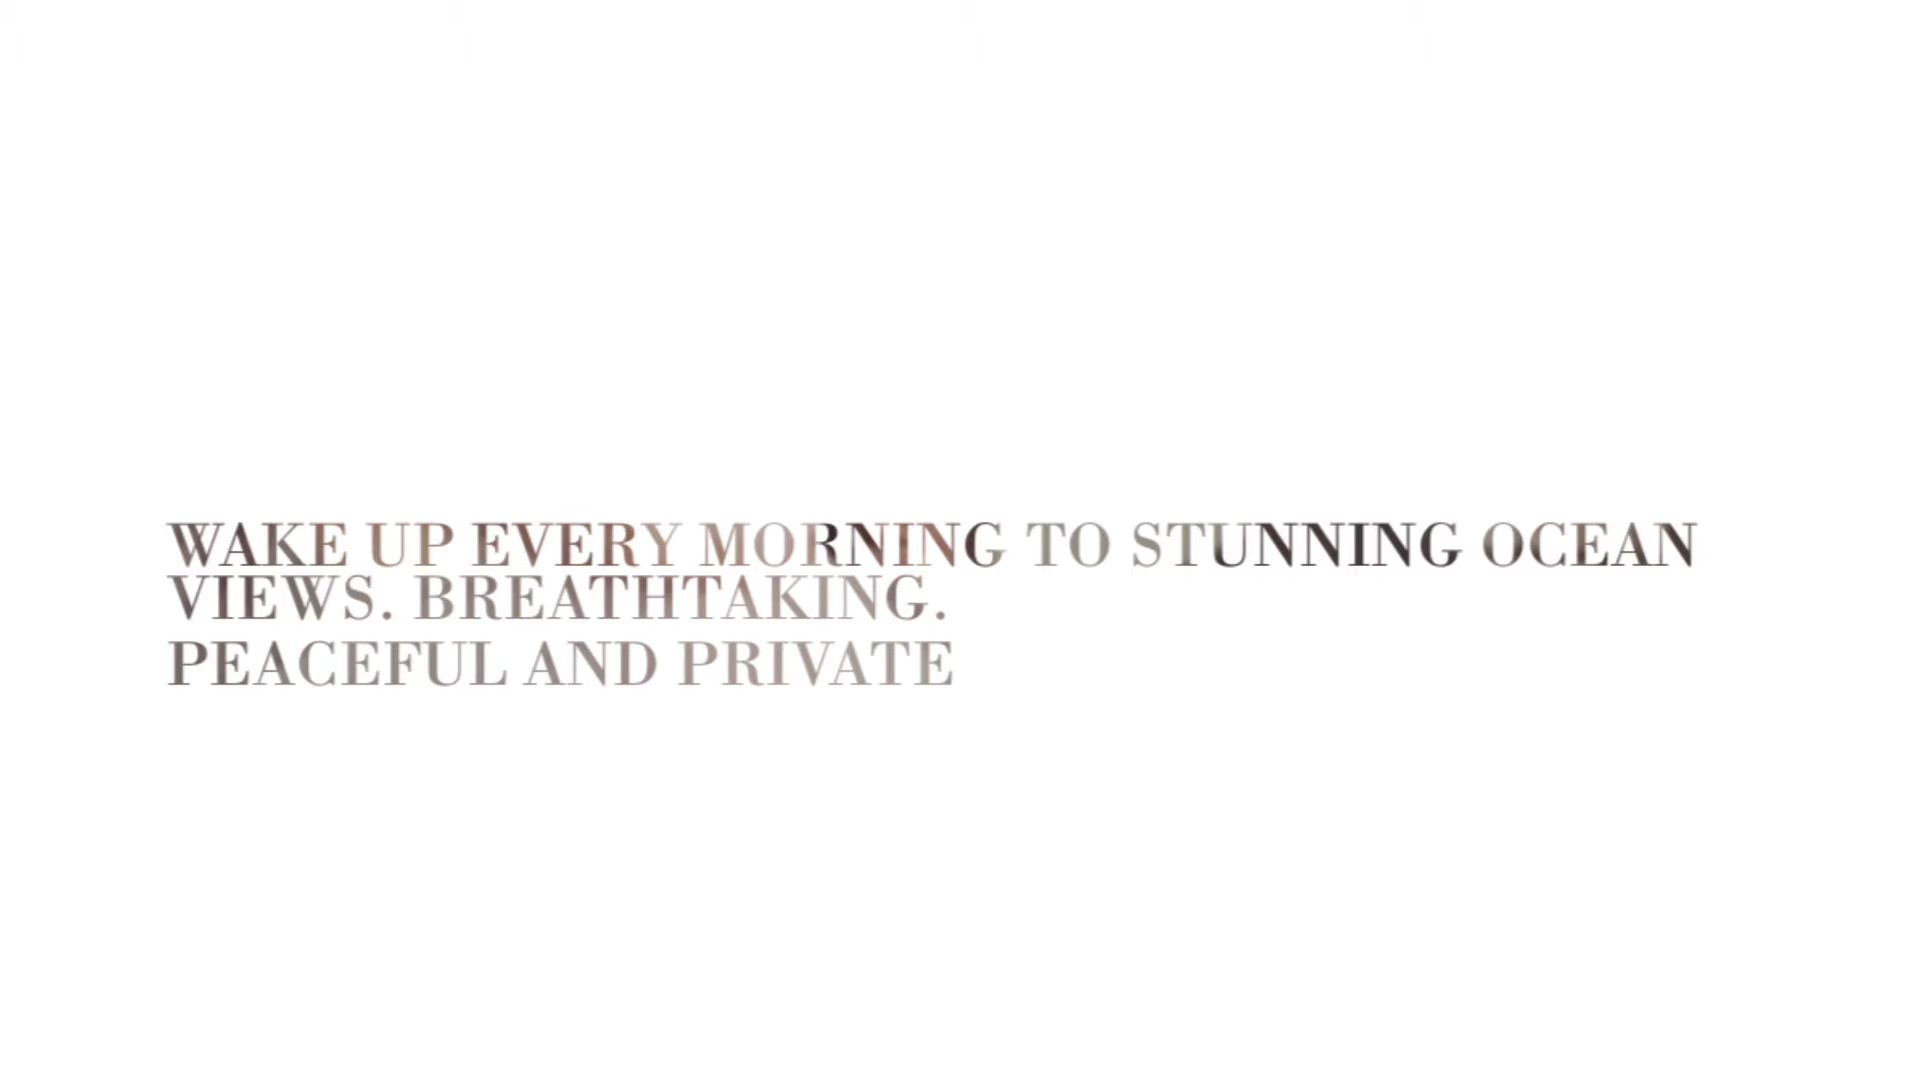 WAKE UP EVERY MORNING TO STUNNING OCEAN
VIEWS. BREATHTAKING.
PEACEFUL AND PRIVATE